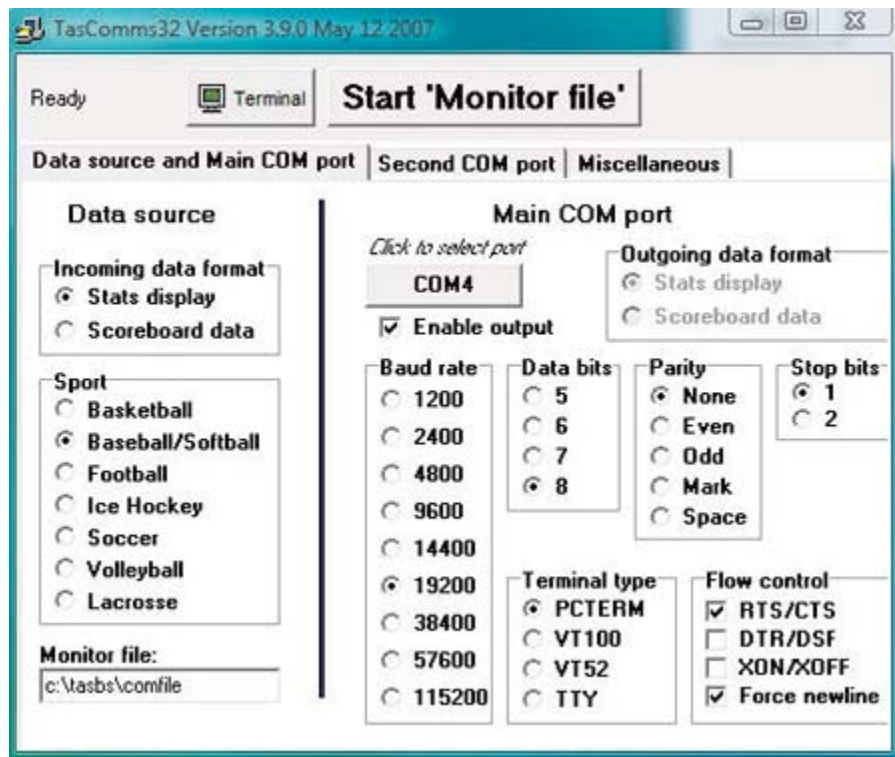 TasComms32 Version 3.9.0 May 12 2007
Ready
Terminal
Start 'Monitor file'
Data source and Main COM port
Second COM port
Miscellaneous
Data source
Incoming data format
Stats display
Scoreboard data
Sport
Basketball
Baseball/Softball
Football
Ice Hockey
Soccer
Volleyball
Lacrosse
Monitor file:
c:\tasbs\comfile
Main COM port
Click to select port
COM4
Enable output
Outgoing data format
Stats display
Scoreboard data
Baud rate
1200
2400
4800
9600
14400
19200
38400
57600
115200
Data bits
5
6
7
8
Parity
None
Even
Odd
Mark
Space
Stop bits
1
2
Terminal type
PCTERM
VT100
VT52
TTY
Flow control
RTS/CTS
DTR/DSF
XON/XOFF
Force newline